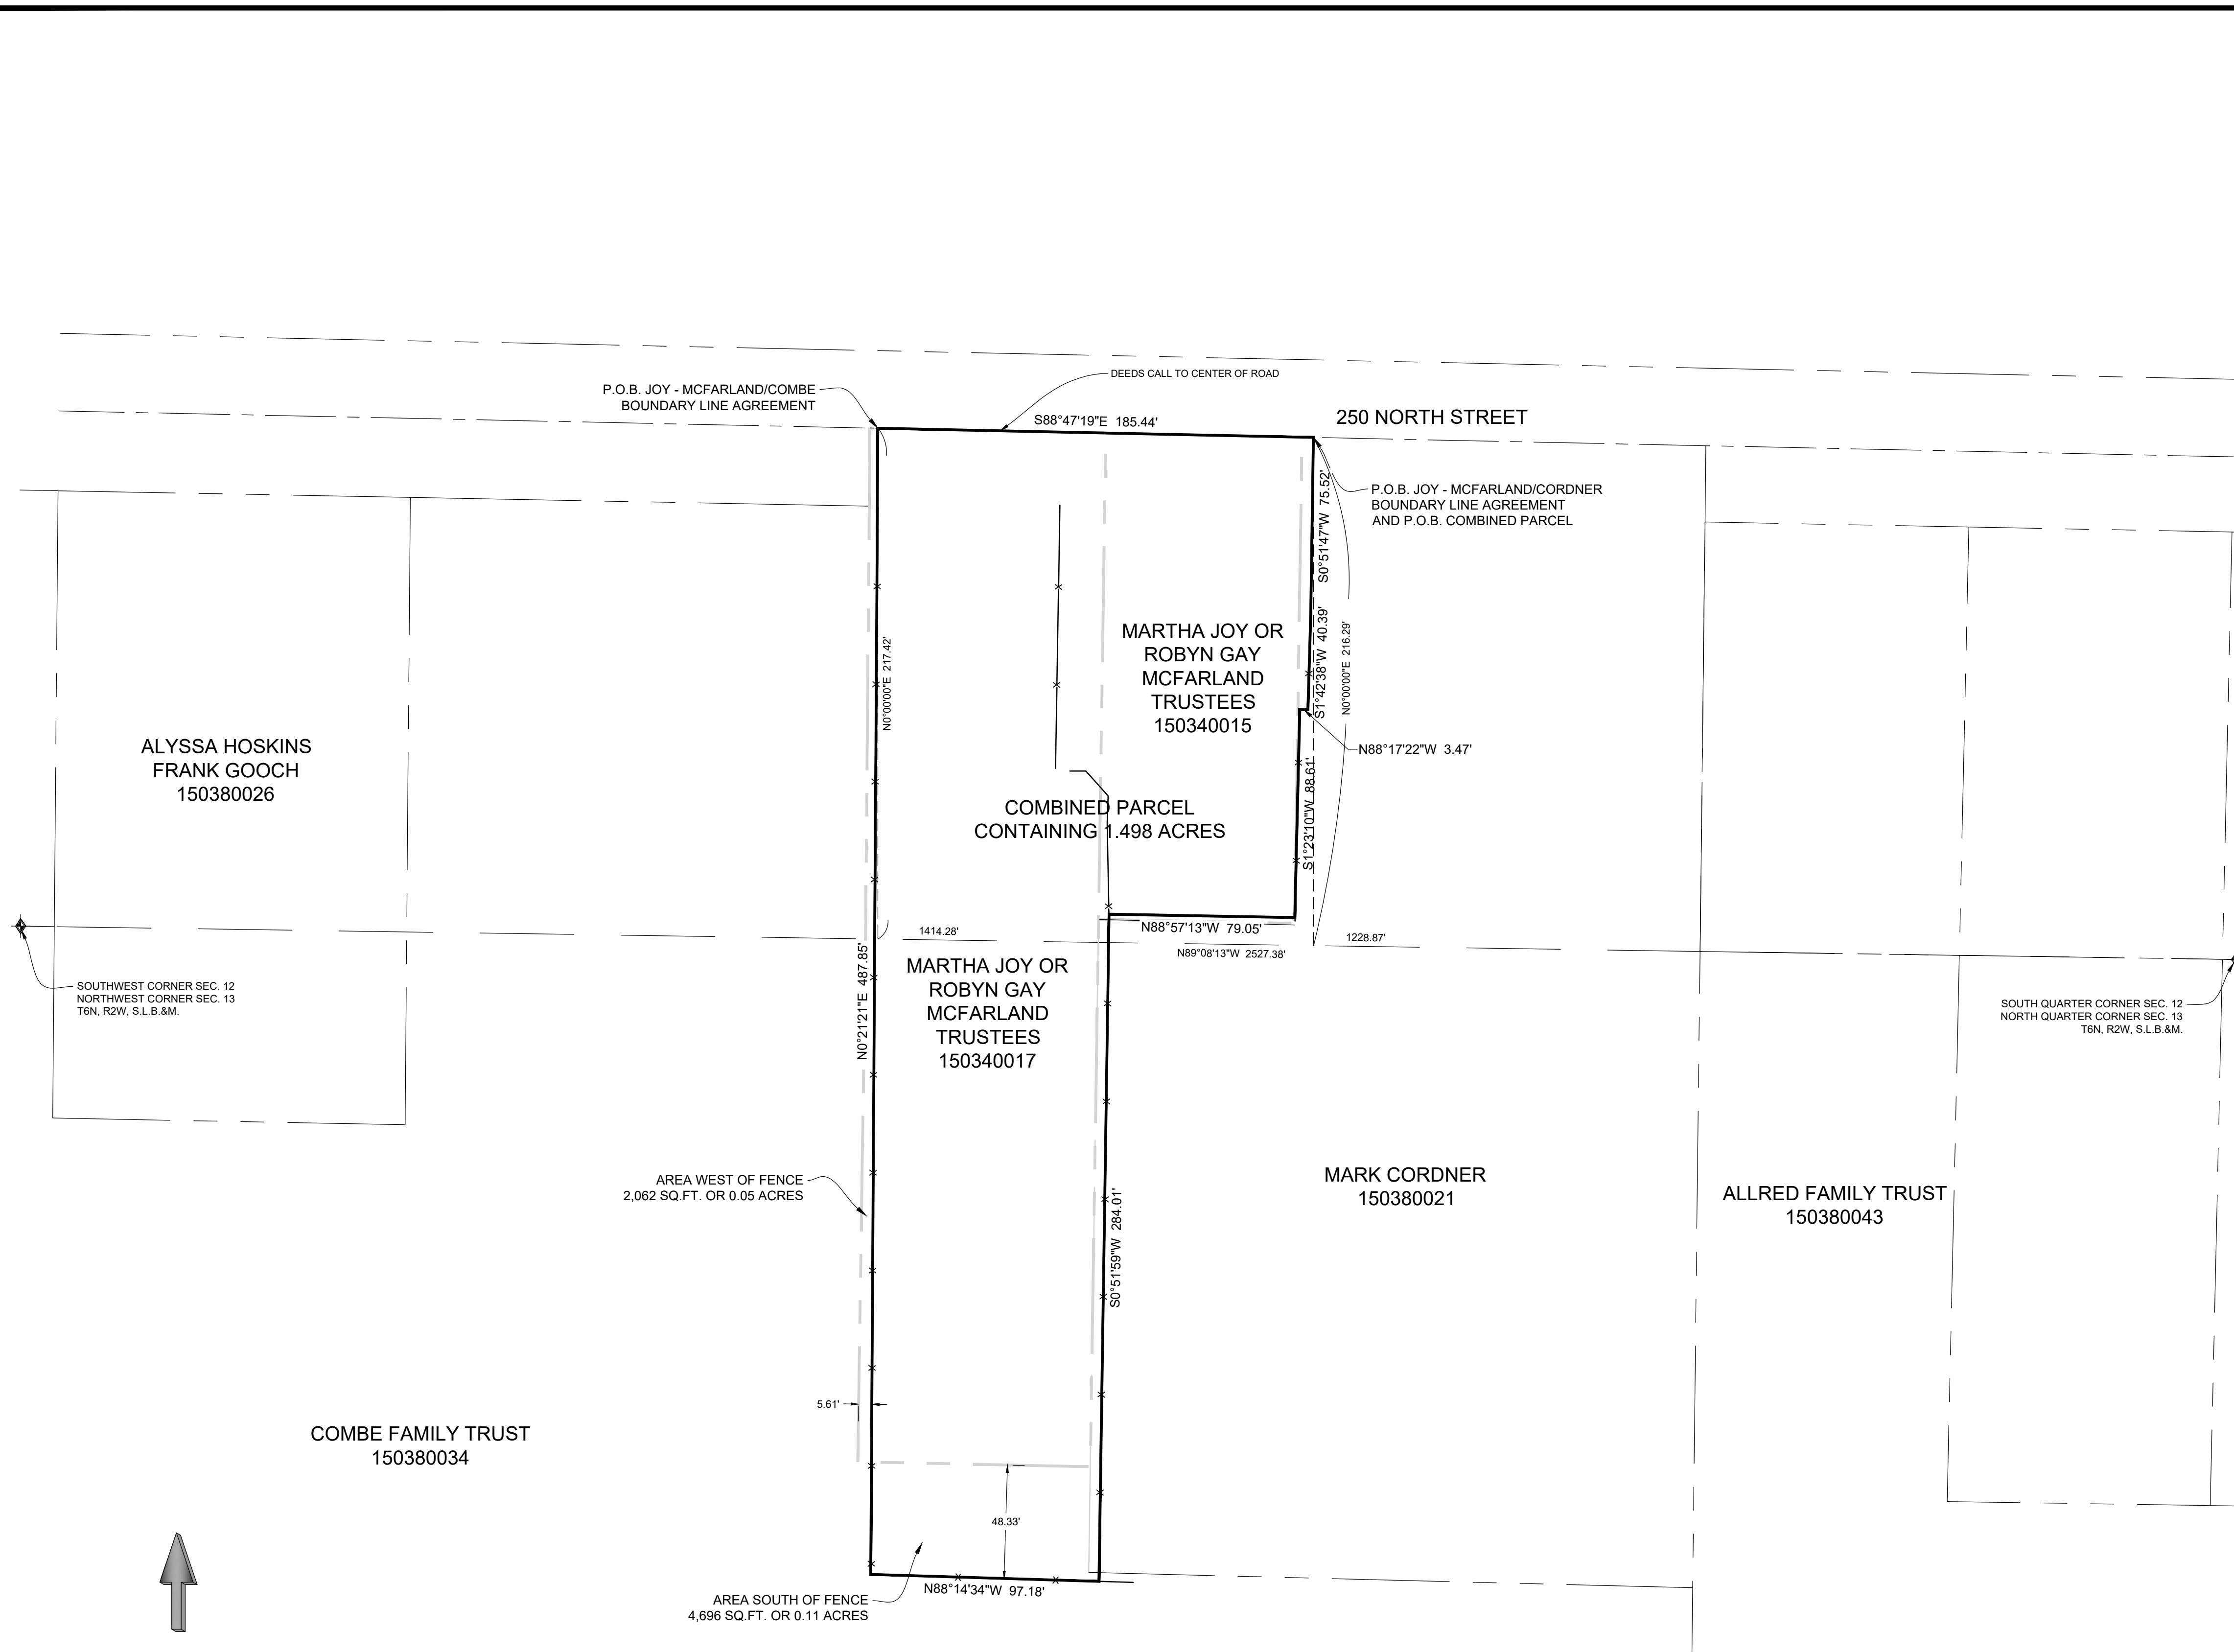 DEEDS CALL TO CENTER OF ROAD
P.O.B. JOY - MCFARLAND/COMBE
BOUNDARY LINE AGREEMENT
S88°47'19"E 185.44'
250 NORTH STREET
P.O.B. JOY - MCFARLAND/CORDNER
BOUNDARY LINE AGREEMENT
AND P.O.B. COMBINED PARCEL
S0°51'47"W 75.52'
S1°42'38"W 40.39'
N0°00'00"E 216.29'
N0°00'00"E 217.42'
MARTHA JOY OR
ROBYN GAY
MCFARLAND
TRUSTEES
150340015
N88°17'22"W 3.47'
ALYSSA HOSKINS
FRANK GOOCH
150380026
COMBINED PARCEL
CONTAINING 1.498 ACRES
S1°23'10"W 88.61'
N88°57'13"W 79.05'
1414.28'
1228.87'
N89°08'13"W 2527.38'
N0°21'21"E 487.85'
MARTHA JOY OR
ROBYN GAY
MCFARLAND
TRUSTEES
150340017
SOUTHWEST CORNER SEC. 12
NORTHWEST CORNER SEC. 13
T6N, R2W, S.L.B.&M.
SOUTH QUARTER CORNER SEC. 12
NORTH QUARTER CORNER SEC. 13
T6N, R2W, S.L.B.&M.
AREA WEST OF FENCE
2,062 SQ.FT. OR 0.05 ACRES
MARK CORDNER
150380021
ALLRED FAMILY TRUST
150380043
S0°51'59"W 284.01'
5.61'
COMBE FAMILY TRUST
150380034
48.33'
N88°14'34"W 97.18'
AREA SOUTH OF FENCE
4,696 SQ.FT. OR 0.11 ACRES